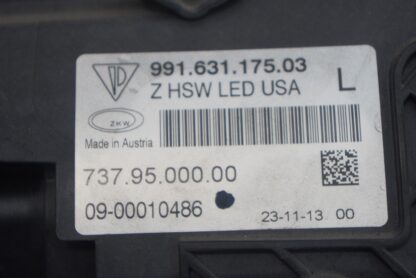 991.631.175.03
Z HSW LED USA L
ZKW
Made in Austria
737.95.000.00
09-00010486
23-11-13 00